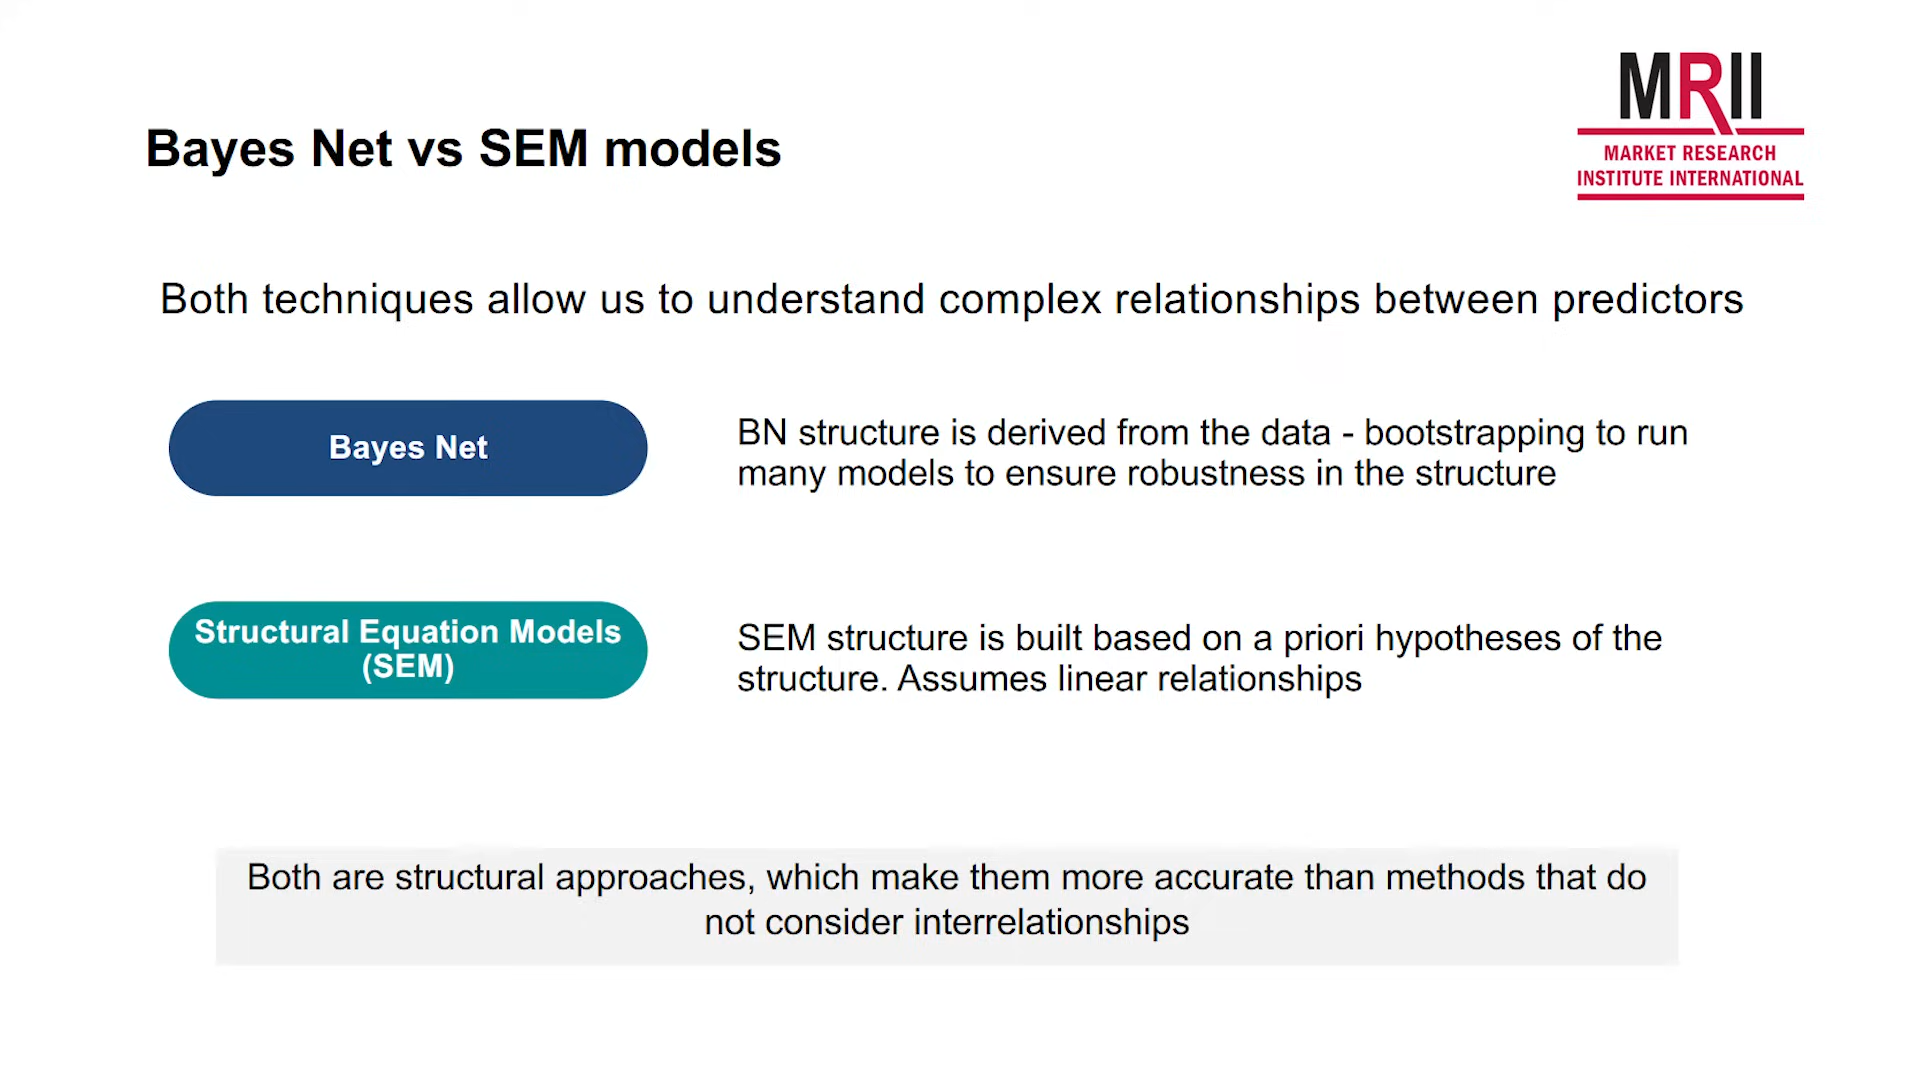 MRII
MARKET RESEARCH
INSTITUTE INTERNATIONAL
Bayes Net vs SEM models
Both techniques allow us to understand complex relationships between predictors
Bayes Net
BN structure is derived from the data - bootstrapping to run
many models to ensure robustness in the structure
Structural Equation Models
(SEM)
SEM structure is built based on a priori hypotheses of the
structure. Assumes linear relationships
Both are structural approaches, which make them more accurate than methods that do
not consider interrelationships